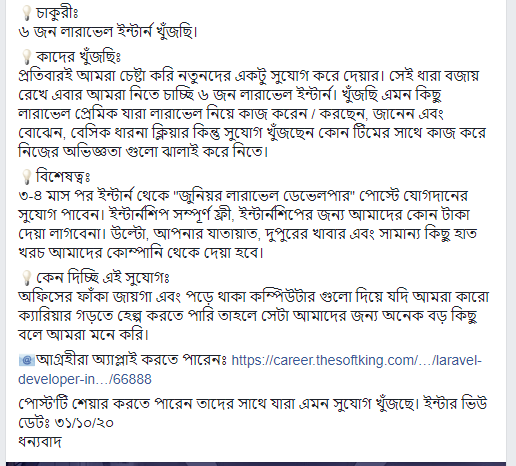 💡চাকুরীঃ
৬ জন লারাভেল ইন্টার্ন খুঁজছি।
💡কাদের খুঁজছিঃ
প্রতিবারই আমরা চেষ্টা করি নতুনদের একটু সুযোগ করে দেয়ার। সেই ধারা বজায়
রেখে এবার আমরা নিতে চাচ্ছি ৬ জন লারাভেল ইন্টার্ন। খুঁজছি এমন কিছু
লারাভেল প্রেমিক যারা লারাভেল নিয়ে কাজ করেন / করছেন, জানেন এবং
বোঝেন, বেসিক ধারনা ক্লিয়ার কিন্তু সুযোগ খুঁজছেন কোন টিমের সাথে কাজ করে
নিজের অভিজ্ঞতা গুলো ঝালাই করে নিতে।
💡বিশেষত্বঃ
৩-৪ মাস পর ইন্টার্ন থেকে "জুনিয়র লারাভেল ডেভেলপার" পোস্টে যোগদানের
সুযোগ পাবেন। ইন্টার্নশিপ সম্পূর্ণ ফ্রী, ইন্টার্নশিপের জন্য আমাদের কোন টাকা
দেয়া লাগবেনা। উল্টো, আপনার যাতায়াত, দুপুরের খাবার এবং সামান্য কিছু হাত
খরচ আমাদের কোম্পানি থেকে দেয়া হবে।
💡কেন দিচ্ছি এই সুযোগঃ
অফিসের ফাঁকা জায়গা এবং পড়ে থাকা কম্পিউটার গুলো দিয়ে যদি আমরা কারো
ক্যারিয়ার গড়তে হেল্প করতে পারি তাহলে সেটা আমাদের জন্য অনেক বড় কিছু
বলে আমরা মনে করি।
📧আগ্রহীরা অ্যাপ্লাই করতে পারেনঃ https://career.thesoftking.com/…/laravel-
developer-in…/66888
পোস্ট'টি শেয়ার করতে পারেন তাদের সাথে যারা এমন সুযোগ খুঁজছে। ইন্টার ভিউ
ডেটঃ ৩১/১০/২০
ধন্যবাদ